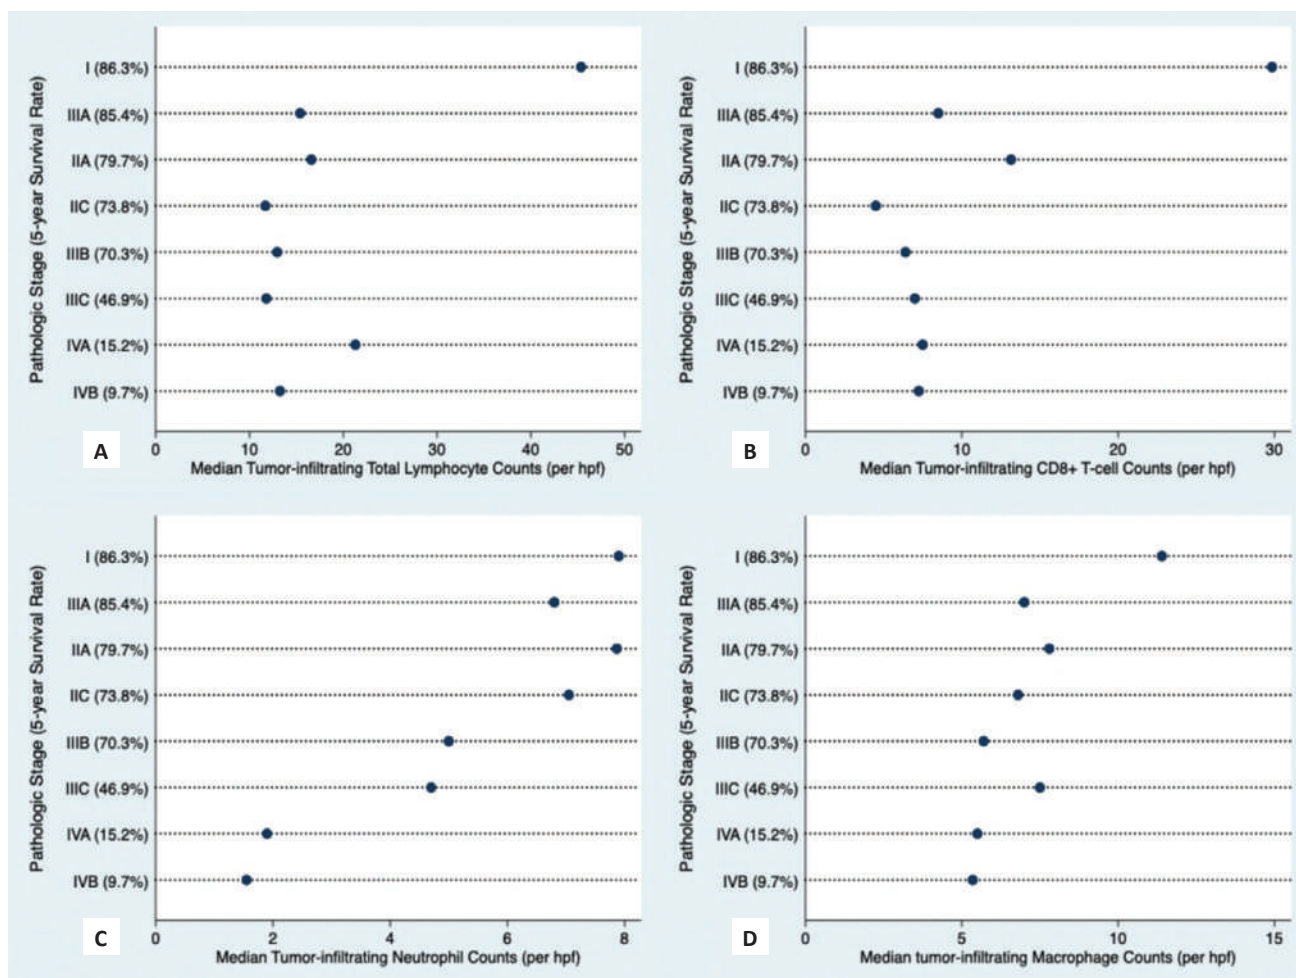 Pathologic Stage (5-year Survival Rate)
I (86.3%)
IIIA (85.4%)
IIA (79.7%)
IIC (73.8%)
IIIB (70.3%)
IIIC (46.9%)
IVA (15.2%)
IVB (9.7%)
0 10 20 30 40 50
A
Median Tumor-infiltrating Total Lymphocyte Counts (per hpf)
Pathologic Stage (5-year Survival Rate)
I (86.3%)
IIIA (85.4%)
IIA (79.7%)
IIC (73.8%)
IIIB (70.3%)
IIIC (46.9%)
IVA (15.2%)
IVB (9.7%)
0 10 20 30
B
Median Tumor-infiltrating CD8+ T-cell Counts (per hpf)
Pathologic Stage (5-year Survival Rate)
I (86.3%)
IIIA (85.4%)
IIA (79.7%)
IIC (73.8%)
IIIB (70.3%)
IIIC (46.9%)
IVA (15.2%)
IVB (9.7%)
0 2 4 6 8
C
Median Tumor-infiltrating Neutrophil Counts (per hpf)
Pathologic Stage (5-year Survival Rate)
I (86.3%)
IIIA (85.4%)
IIA (79.7%)
IIC (73.8%)
IIIB (70.3%)
IIIC (46.9%)
IVA (15.2%)
IVB (9.7%)
0 5 10 15
D
Median tumor-infiltrating Macrophage Counts (per hpf)